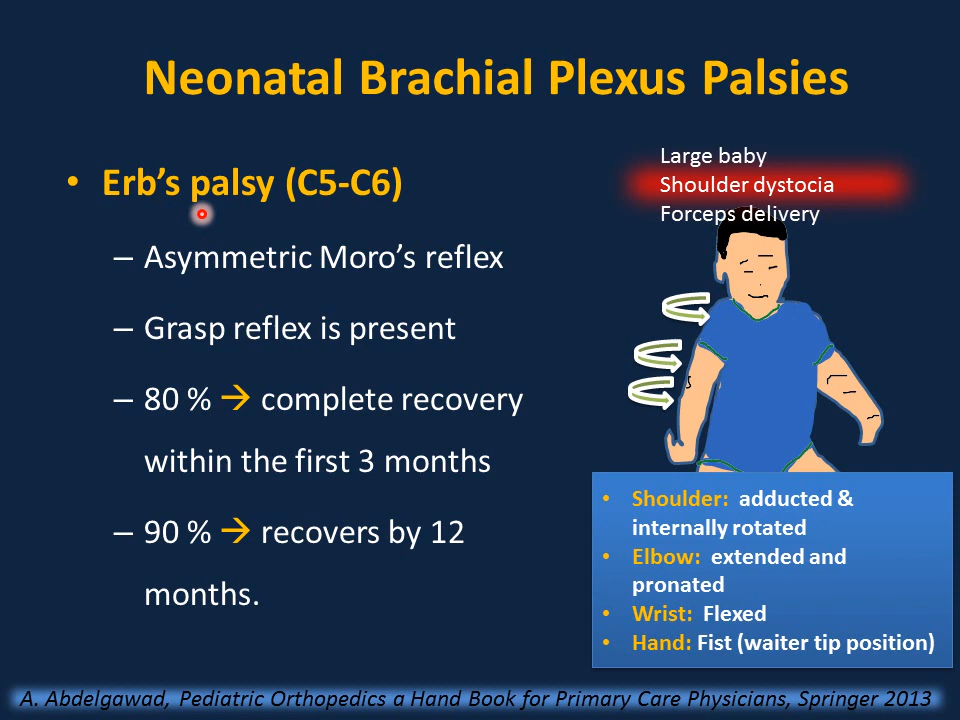 Neonatal Brachial Plexus Palsies
• Erb’s palsy (C5-C6)
– Asymmetric Moro’s reflex
– Grasp reflex is present
– 80 % → complete recovery
within the first 3 months
– 90 % → recovers by 12
months.
Large baby
Shoulder dystocia
Forceps delivery
• Shoulder: adducted &
internally rotated
• Elbow: extended and
pronated
• Wrist: Flexed
• Hand: Fist (waiter tip position)
A. Abdelgawad, Pediatric Orthopedics a Hand Book for Primary Care Physicians, Springer 2013